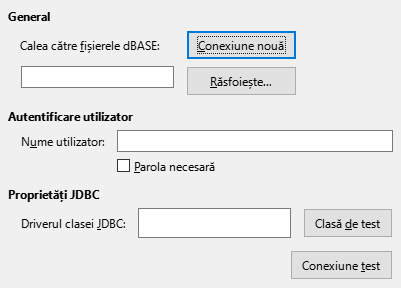 General
Calea către fișierele dBASE: Conexiune nouă
Răsfoiește...
Autentificare utilizator
Nume utilizator:
Parola necesară
Proprietăți JDBC
Driverul clasei JDBC: Clasă de test
Conexiune test